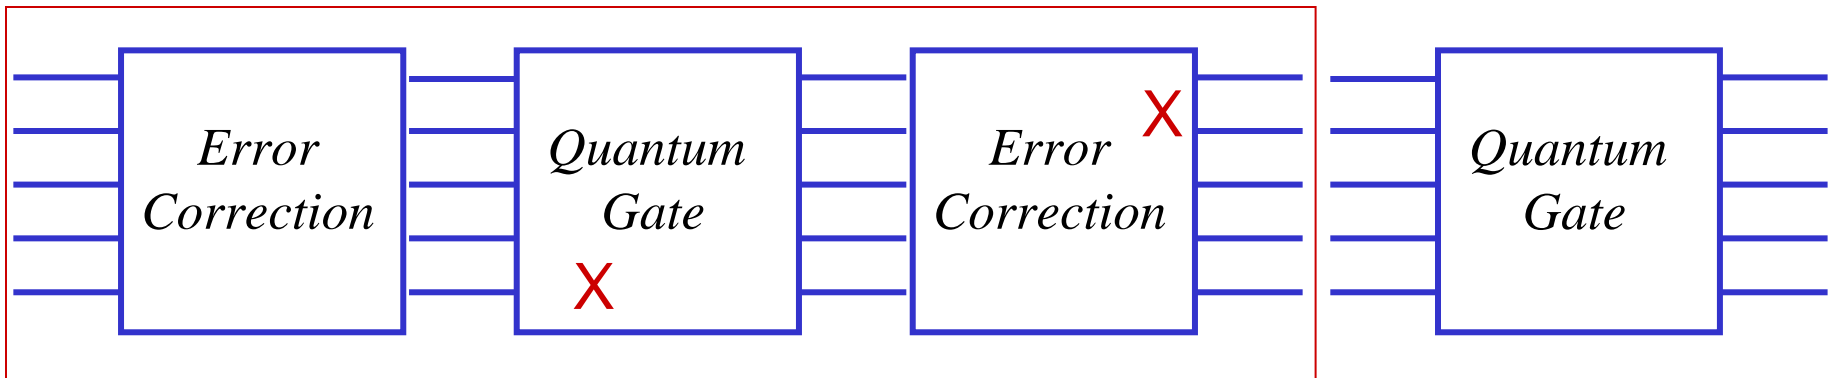 Error
Correction
Quantum
Gate
X
Error
Correction
X
Quantum
Gate